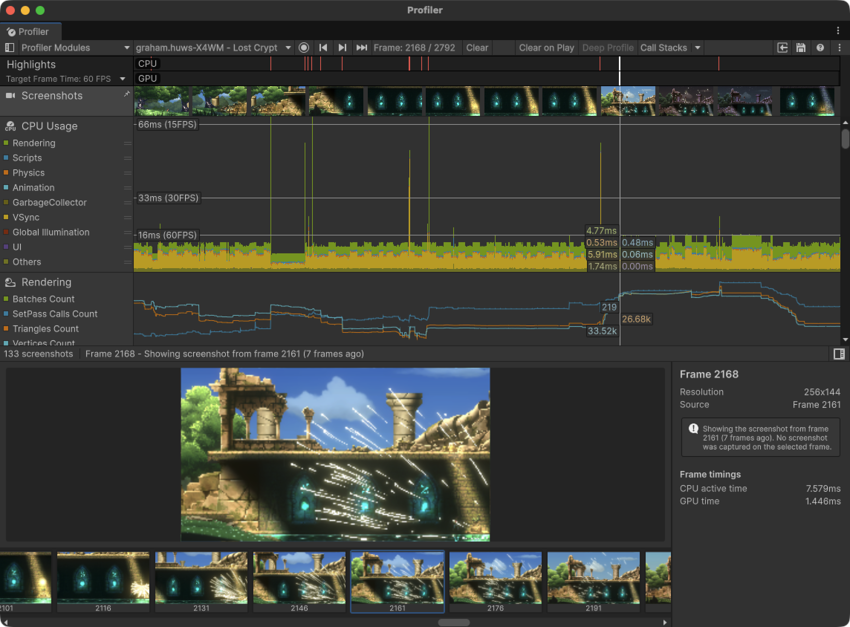 Profiler
Profiler
Profiler Modules
graham.huws-X4WM - Lost Crypt
Frame: 2168 / 2792
Clear
Clear on Play
Deep Profile
Call Stacks
Highlights
Target Frame Time: 60 FPS
CPU
GPU
Screenshots
CPU Usage
Rendering
Scripts
Physics
Animation
GarbageCollector
VSync
Global Illumination
UI
Others
66ms (15FPS)
33ms (30FPS)
16ms (60FPS)
4.77ms
0.53ms 0.48ms
5.91ms 0.06ms
1.74ms 0.00ms
Rendering
Batches Count
SetPass Calls Count
Triangles Count
Vertices Count
219
26.68k
33.52k
133 screenshots
Frame 2168 - Showing screenshot from frame 2161 (7 frames ago)
Frame 2168
Resolution 256x144
Source Frame 2161
Showing the screenshot from frame
2161 (7 frames ago). No screenshot
was captured on the selected frame.
Frame timings
CPU active time 7.579ms
GPU time 1.446ms
2101
2116
2131
2146
2161
2176
2191